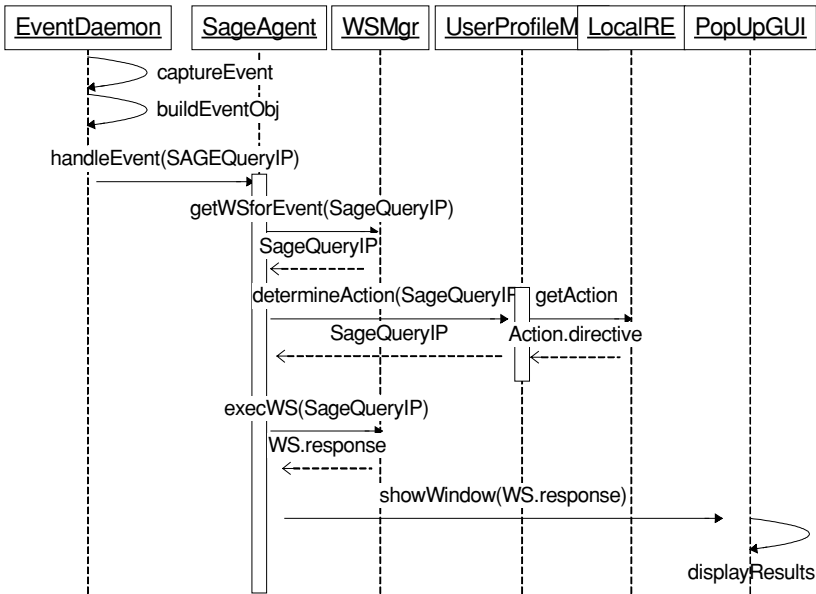 EventDaemon SageAgent WSMgr UserProfileM LocalRE PopUpGUI
captureEvent
buildEventObj
handleEvent(SAGEQueryIP)
getWSforEvent(SageQueryIP)
SageQueryIP
determineAction(SageQueryIP getAction
SageQueryIP Action.directive
execWS(SageQueryIP)
WS.response
showWindow(WS.response)
displayResults